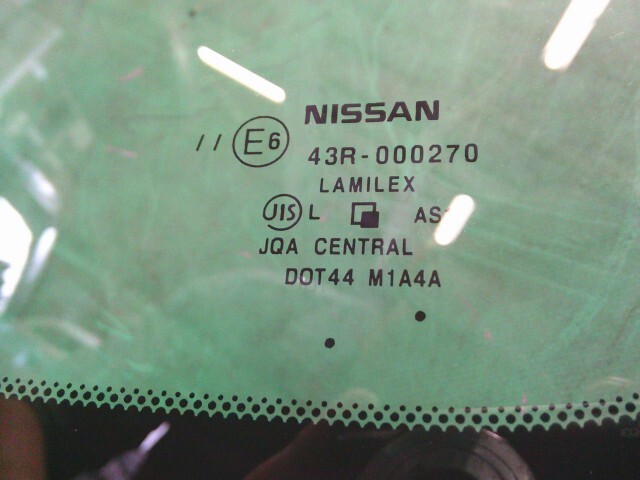 NISSAN
// E6 43R-000270
LAMILEX
JIS L AS
JQA CENTRAL
DOT44 M1A4A